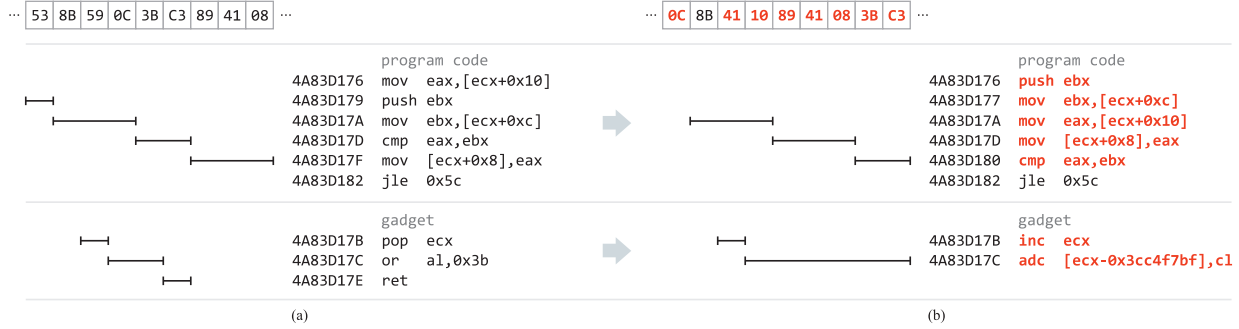 ··· 53 8B 59 0C 3B C3 89 41 08 ···
program code
4A83D176 mov eax,[ecx+0x10]
4A83D179 push ebx
4A83D17A mov ebx,[ecx+0xc]
4A83D17D cmp eax,ebx
4A83D17F mov [ecx+0x8],eax
4A83D182 jle 0x5c
gadget
4A83D17B pop ecx
4A83D17C or al,0x3b
4A83D17E ret
(a)
··· 0C 8B 41 10 89 41 08 3B C3 ···
program code
4A83D176 push ebx
4A83D177 mov ebx,[ecx+0xc]
4A83D17A mov eax,[ecx+0x10]
4A83D17D mov [ecx+0x8],eax
4A83D180 cmp eax,ebx
4A83D182 jle 0x5c
gadget
4A83D17B inc ecx
4A83D17C adc [ecx-0x3cc4f7bf],cl
(b)